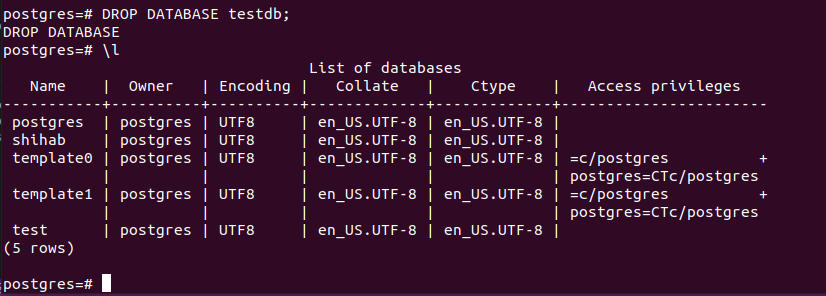 postgres=# DROP DATABASE testdb;
DROP DATABASE
postgres=# \l
                                  List of databases
   Name    |  Owner   | Encoding |   Collate   |    Ctype    |   Access privileges
-----------+----------+----------+-------------+-------------+-----------------------
 postgres  | postgres | UTF8     | en_US.UTF-8 | en_US.UTF-8 |
 shihab    | postgres | UTF8     | en_US.UTF-8 | en_US.UTF-8 |
 template0 | postgres | UTF8     | en_US.UTF-8 | en_US.UTF-8 | =c/postgres          +
           |          |          |             |             | postgres=CTc/postgres
 template1 | postgres | UTF8     | en_US.UTF-8 | en_US.UTF-8 | =c/postgres          +
           |          |          |             |             | postgres=CTc/postgres
 test      | postgres | UTF8     | en_US.UTF-8 | en_US.UTF-8 |
(5 rows)
postgres=#